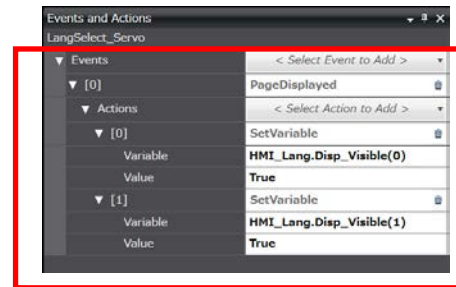 Events and Actions
LangSelect_Servo
Events < Select Event to Add >
[0] PageDisplayed
Actions < Select Action to Add >
[0] SetVariable
Variable HMI_Lang.Disp_Visible(0)
Value True
[1] SetVariable
Variable HMI_Lang.Disp_Visible(1)
Value True